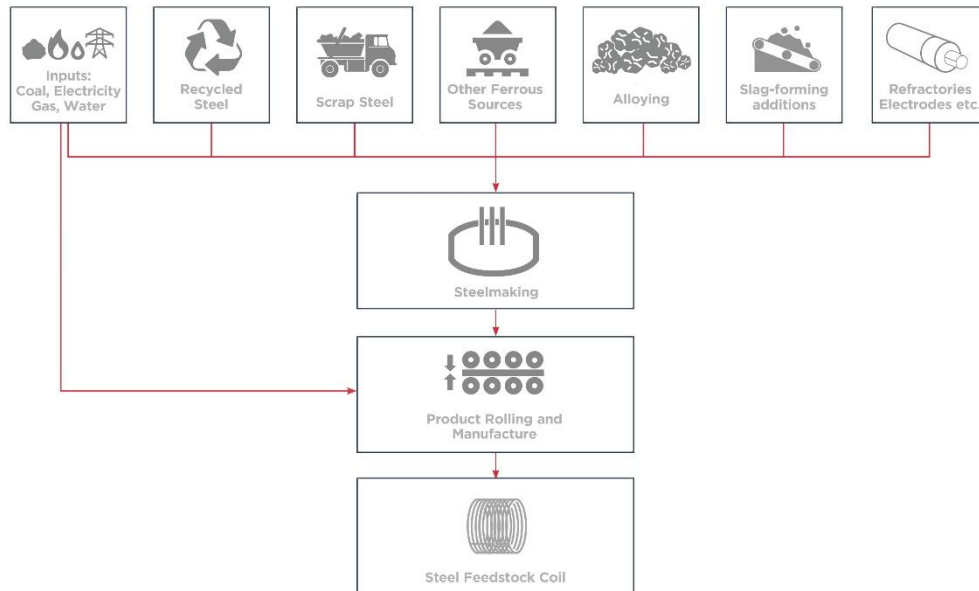 Inputs:
Coal, Electricity
Gas, Water
Recycled
Steel
Scrap Steel
Other Ferrous
Sources
Alloying
Slag-forming
additions
Refractories
Electrodes etc.
Steelmaking
Product Rolling and
Manufacture
Steel Feedstock Coil